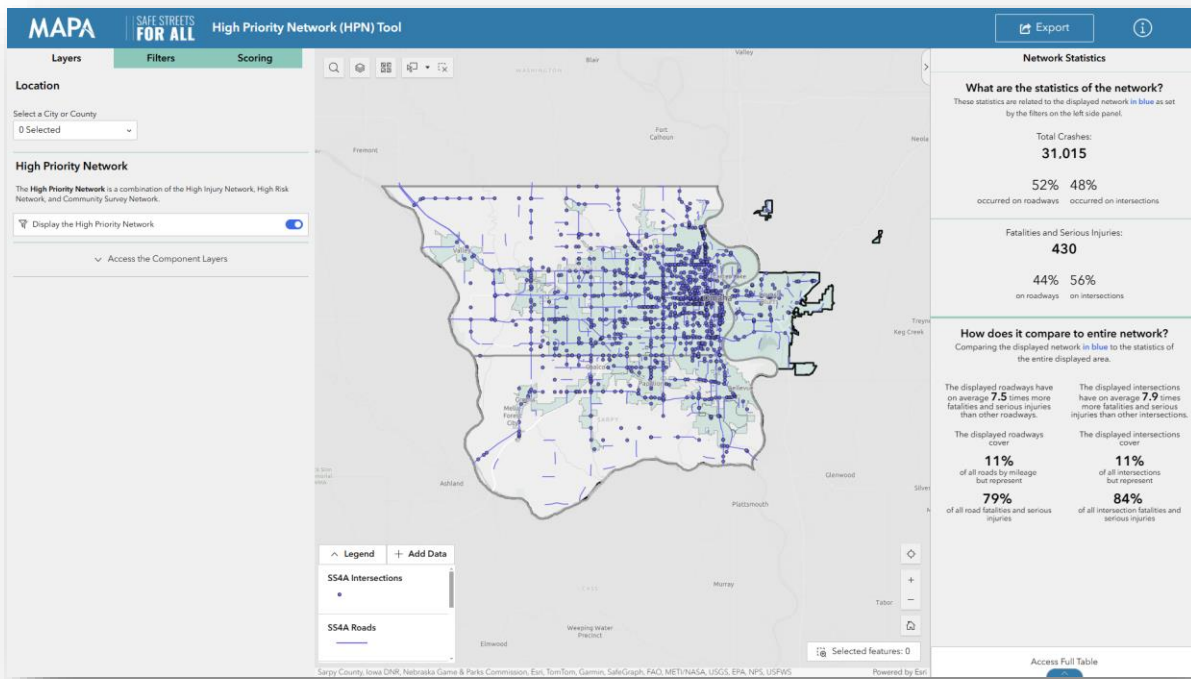 MAPA
SAFE STREETS
FOR ALL
High Priority Network (HPN) Tool
Export
Layers
Filters
Scoring
Location
Select a City or County
0 Selected
High Priority Network
The High Priority Network is a combination of the High Injury Network, High Risk
Network, and Community Survey Network.
Display the High Priority Network
Access the Component Layers
Blair
Valley
WASHINGTON
Fort
Calhoun
Fremont
Valley
SARPY
Ashland
Glenwood
Plattsmouth
Treyn
Keg Creek
Silver
Murray
Tabor
CASS
Weeping Water
Precinct
Elmwood
Legend
Add Data
SS4A Intersections
SS4A Roads
Selected features: 0
Sarpy County, Iowa DNR, Nebraska Game & Parks Commission, Esri, TomTom, Garmin, SafeGraph, FAO, METI/NASA, USGS, EPA, NPS, USFWS
Powered by Esri
Network Statistics
What are the statistics of the network?
These statistics are related to the displayed network in blue as set
by the filters on the left side panel.
Total Crashes:
31.015
52% 48%
occurred on roadways occurred on intersections
Fatalities and Serious Injuries:
430
44% 56%
on roadways on intersections
How does it compare to entire network?
Comparing the displayed network in blue to the statistics of
the entire displayed area.
The displayed roadways have
on average 7.5 times more
fatalities and serious injuries
than other roadways.
The displayed roadways
cover
11%
of all roads by mileage
but represent
79%
of all road fatalities and serious
injuries
The displayed intersections
have on average 7.9 times
more fatalities and serious
injuries than other intersections.
The displayed intersections
cover
11%
of all intersections
but represent
84%
of all intersection fatalities and
serious injuries
Access Full Table